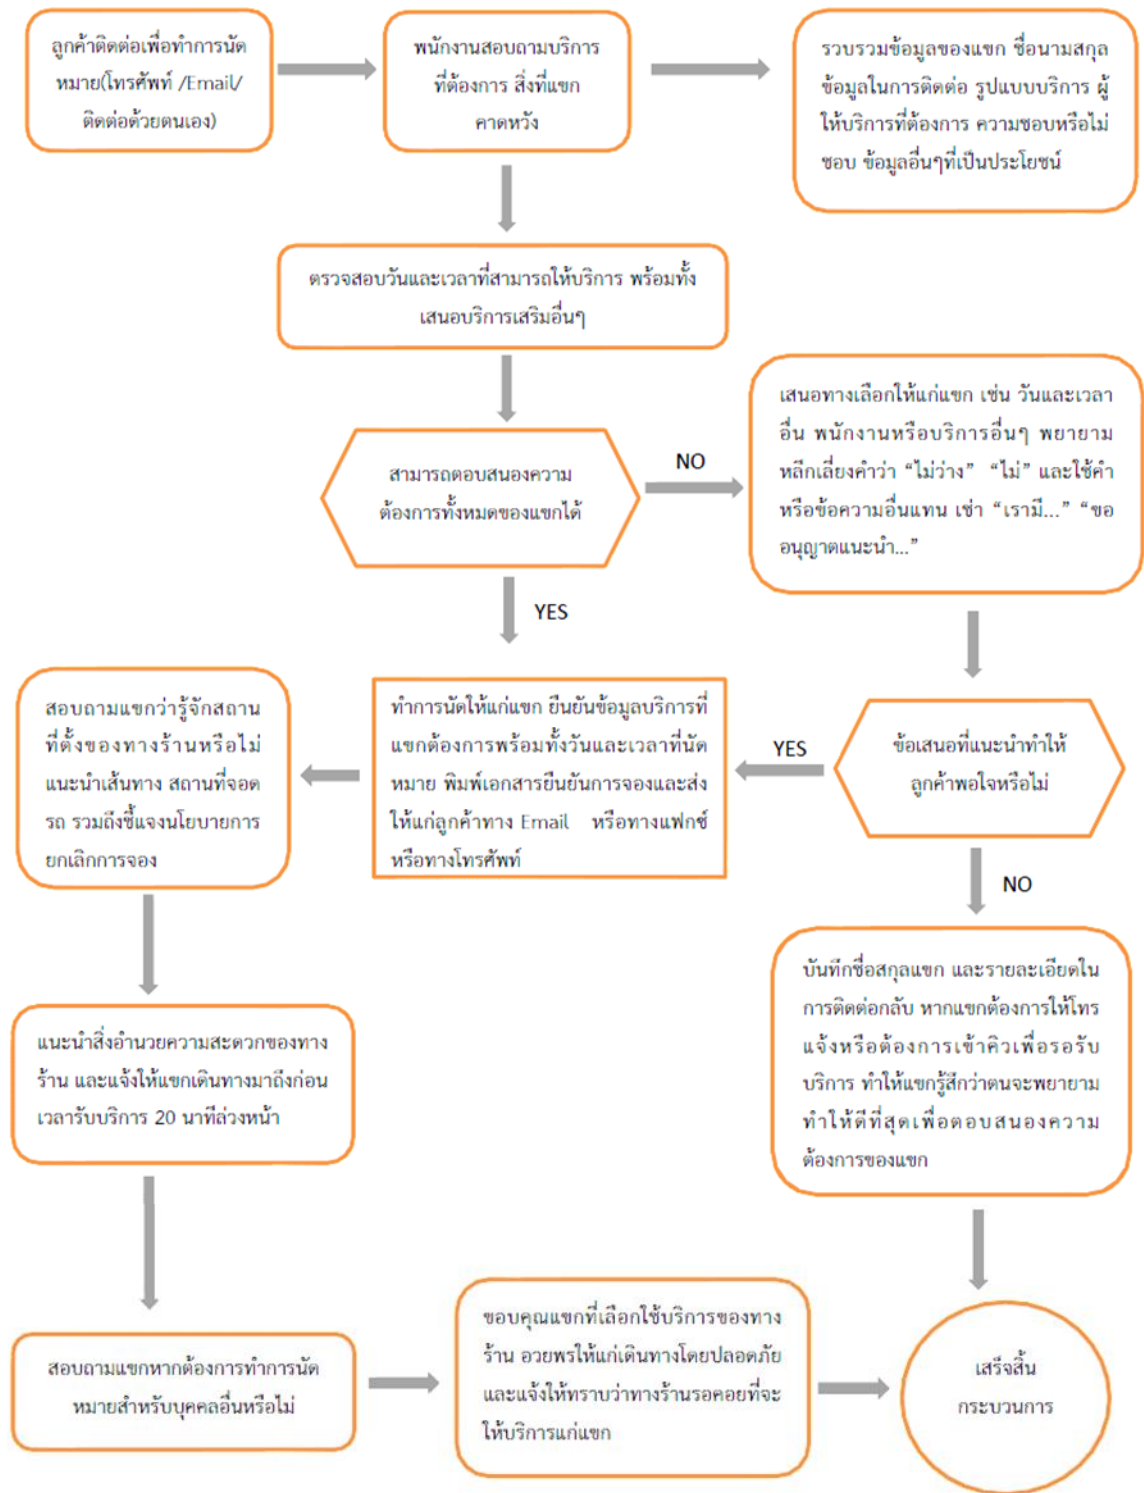 ลูกค้าติดต่อเพื่อทำการนัด
หมาย(โทรศัพท์ /Email/
ติดต่อด้วยตนเอง)
พนักงานสอบถามบริการ
ที่ต้องการ สิ่งที่แขก
คาดหวัง
รวบรวมข้อมูลของแขก ชื่อนามสกุล
ข้อมูลในการติดต่อ รูปแบบบริการ ผู้
ให้บริการที่ต้องการ ความชอบหรือไม่
ชอบ ข้อมูลอื่นๆที่เป็นประโยชน์
ตรวจสอบวันและเวลาที่สามารถให้บริการ พร้อมทั้ง
เสนอบริการเสริมอื่นๆ
สามารถตอบสนองความ
ต้องการทั้งหมดของแขกได้
NO
เสนอทางเลือกให้แก่แขก เช่น วันและเวลา
อื่น พนักงานหรือบริการอื่นๆ พยายาม
หลีกเลี่ยงคำว่า “ไม่ว่าง” “ไม่” และใช้คำ
หรือข้อความอื่นแทน เช่า “เรามี...” “ขอ
อนุญาตแนะนำ...”
YES
สอบถามแขกว่ารู้จักสถาน
ที่ตั้งของทางร้านหรือไม่
แนะนำเส้นทาง สถานที่จอด
รถ รวมถึงชี้แจงนโยบายการ
ยกเลิกการจอง
ทำการนัดให้แก่แขก ยืนยันข้อมูลบริการที่
แขกต้องการพร้อมทั้งวันและเวลาที่นัด
หมาย พิมพ์เอกสารยืนยันการจองและส่ง
ให้แก่ลูกค้าทาง Email หรือทางแฟกซ์
หรือทางโทรศัพท์
YES
ข้อเสนอที่แนะนำทำให้
ลูกค้าพอใจหรือไม่
NO
บันทึกชื่อสกุลแขก และรายละเอียดใน
การติดต่อกลับ หากแขกต้องการให้โทร
แจ้งหรือต้องการเข้าคิวเพื่อรอรับ
บริการ ทำให้แขกรู้สึกว่าตนจะพยายาม
ทำให้ดีที่สุดเพื่อตอบสนองความ
ต้องการของแขก
แนะนำสิ่งอำนวยความสะดวกของทาง
ร้าน และแจ้งให้แขกเดินทางมาถึงก่อน
เวลารับบริการ 20 นาทีล่วงหน้า
สอบถามแขกหากต้องการทำการนัด
หมายสำหรับบุคคลอื่นหรือไม่
ขอบคุณแขกที่เลือกใช้บริการของทาง
ร้าน อวยพรให้แก่เดินทางโดยปลอดภัย
และแจ้งให้ทราบว่าทางร้านรอคอยที่จะ
ให้บริการแก่แขก
เสร็จสิ้น
กระบวนการ